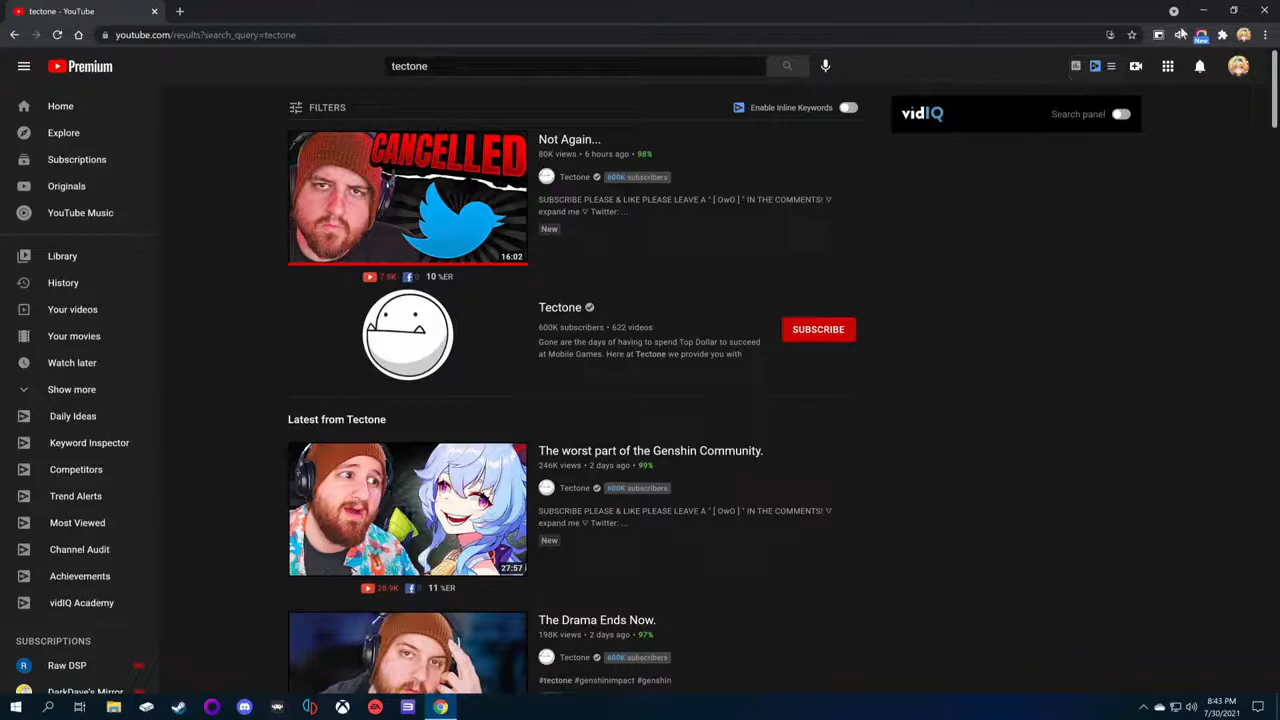 tectone - YouTube
youtube.com/results?search_query=tectone
New
Premium
tectone
Home
Explore
Subscriptions
Originals
YouTube Music
Library
History
Your videos
Your movies
Watch later
Show more
Daily Ideas
Keyword Inspector
Competitors
Trend Alerts
Most Viewed
Channel Audit
Achievements
vidIQ Academy
SUBSCRIPTIONS
R Raw DSP
DarkDave's Mirror
FILTERS
Enable Inline Keywords
CANCELLED
16:02
7.5K 0 10 %ER
Not Again...
80K views • 6 hours ago • 98%
Tectone 600K subscribers
SUBSCRIBE PLEASE & LIKE PLEASE LEAVE A " [ OwO ] " IN THE COMMENTS! ▽
expand me ▽ Twitter: ...
New
Tectone
600K subscribers • 622 videos
Gone are the days of having to spend Top Dollar to succeed
at Mobile Games. Here at Tectone we provide you with
SUBSCRIBE
Latest from Tectone
27:57
28.9K 0 11 %ER
The worst part of the Genshin Community.
246K views • 2 days ago • 99%
Tectone 600K subscribers
SUBSCRIBE PLEASE & LIKE PLEASE LEAVE A " [ OwO ] " IN THE COMMENTS! ▽
expand me ▽ Twitter: ...
New
The Drama Ends Now.
198K views • 2 days ago • 97%
Tectone 600K subscribers
#tectone #genshinimpact #genshin
vidIQ
Search panel
8:43 PM
7/30/2021